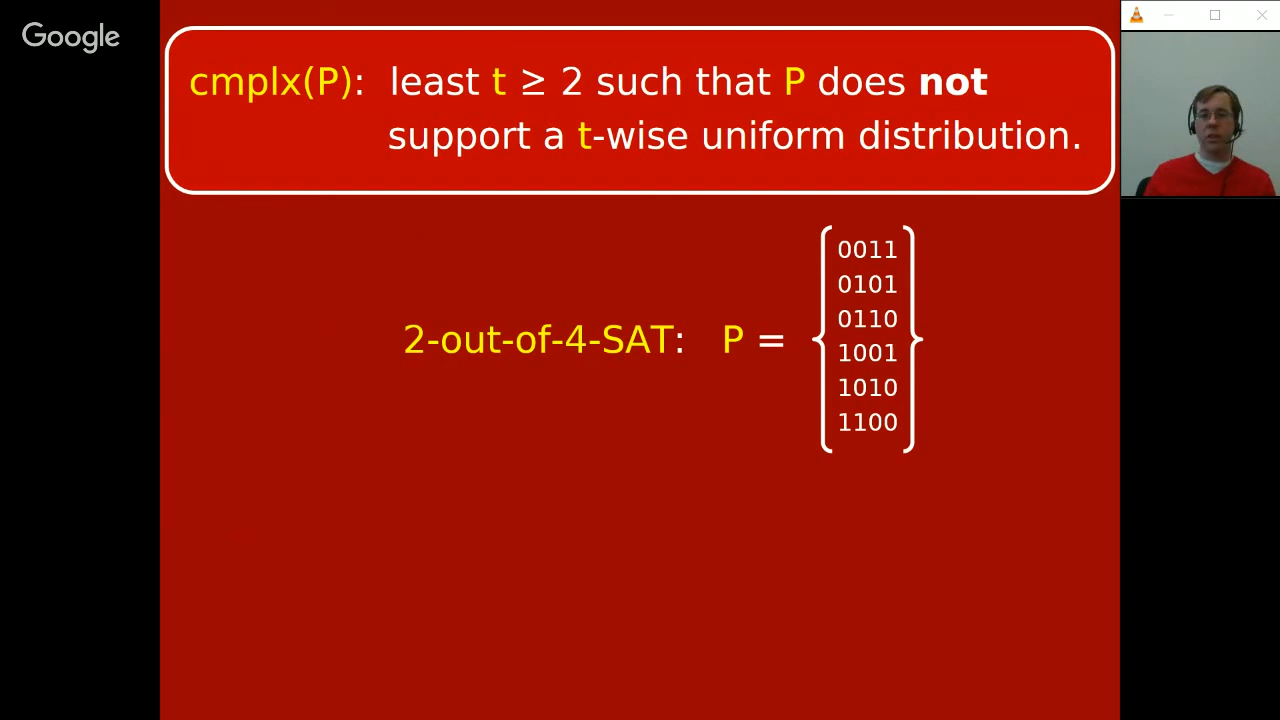 Google
cmplx(P): least t ≥ 2 such that P does not
support a t-wise uniform distribution.
2-out-of-4-SAT: P =
0011
0101
0110
1001
1010
1100